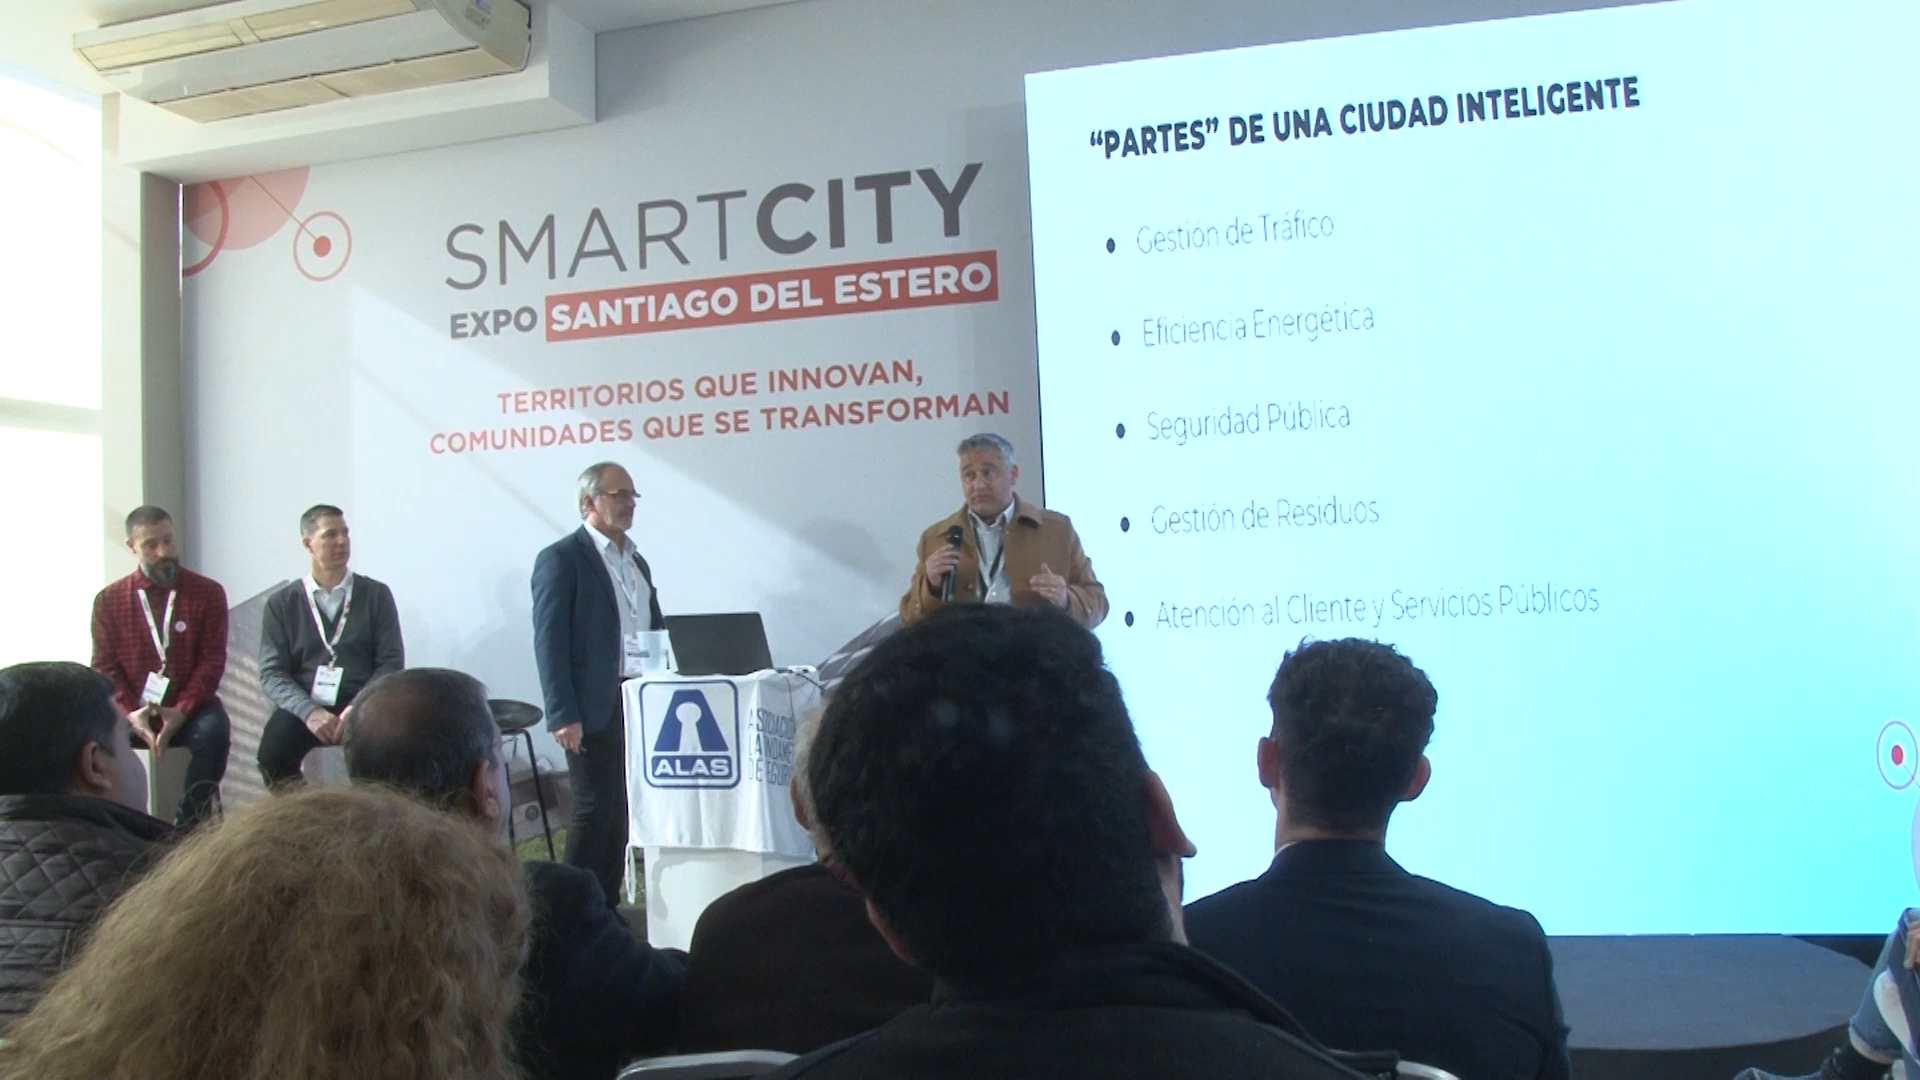 SMARTCITY
EXPO SANTIAGO DEL ESTERO
TERRITORIOS QUE INNOVAN,
COMUNIDADES QUE SE TRANSFORMAN
“PARTES” DE UNA CIUDAD INTELIGENTE
• Gestión de Tráfico
• Eficiencia Energética
• Seguridad Pública
• Gestión de Residuos
• Atención al Cliente y Servicios Públicos
ALAS